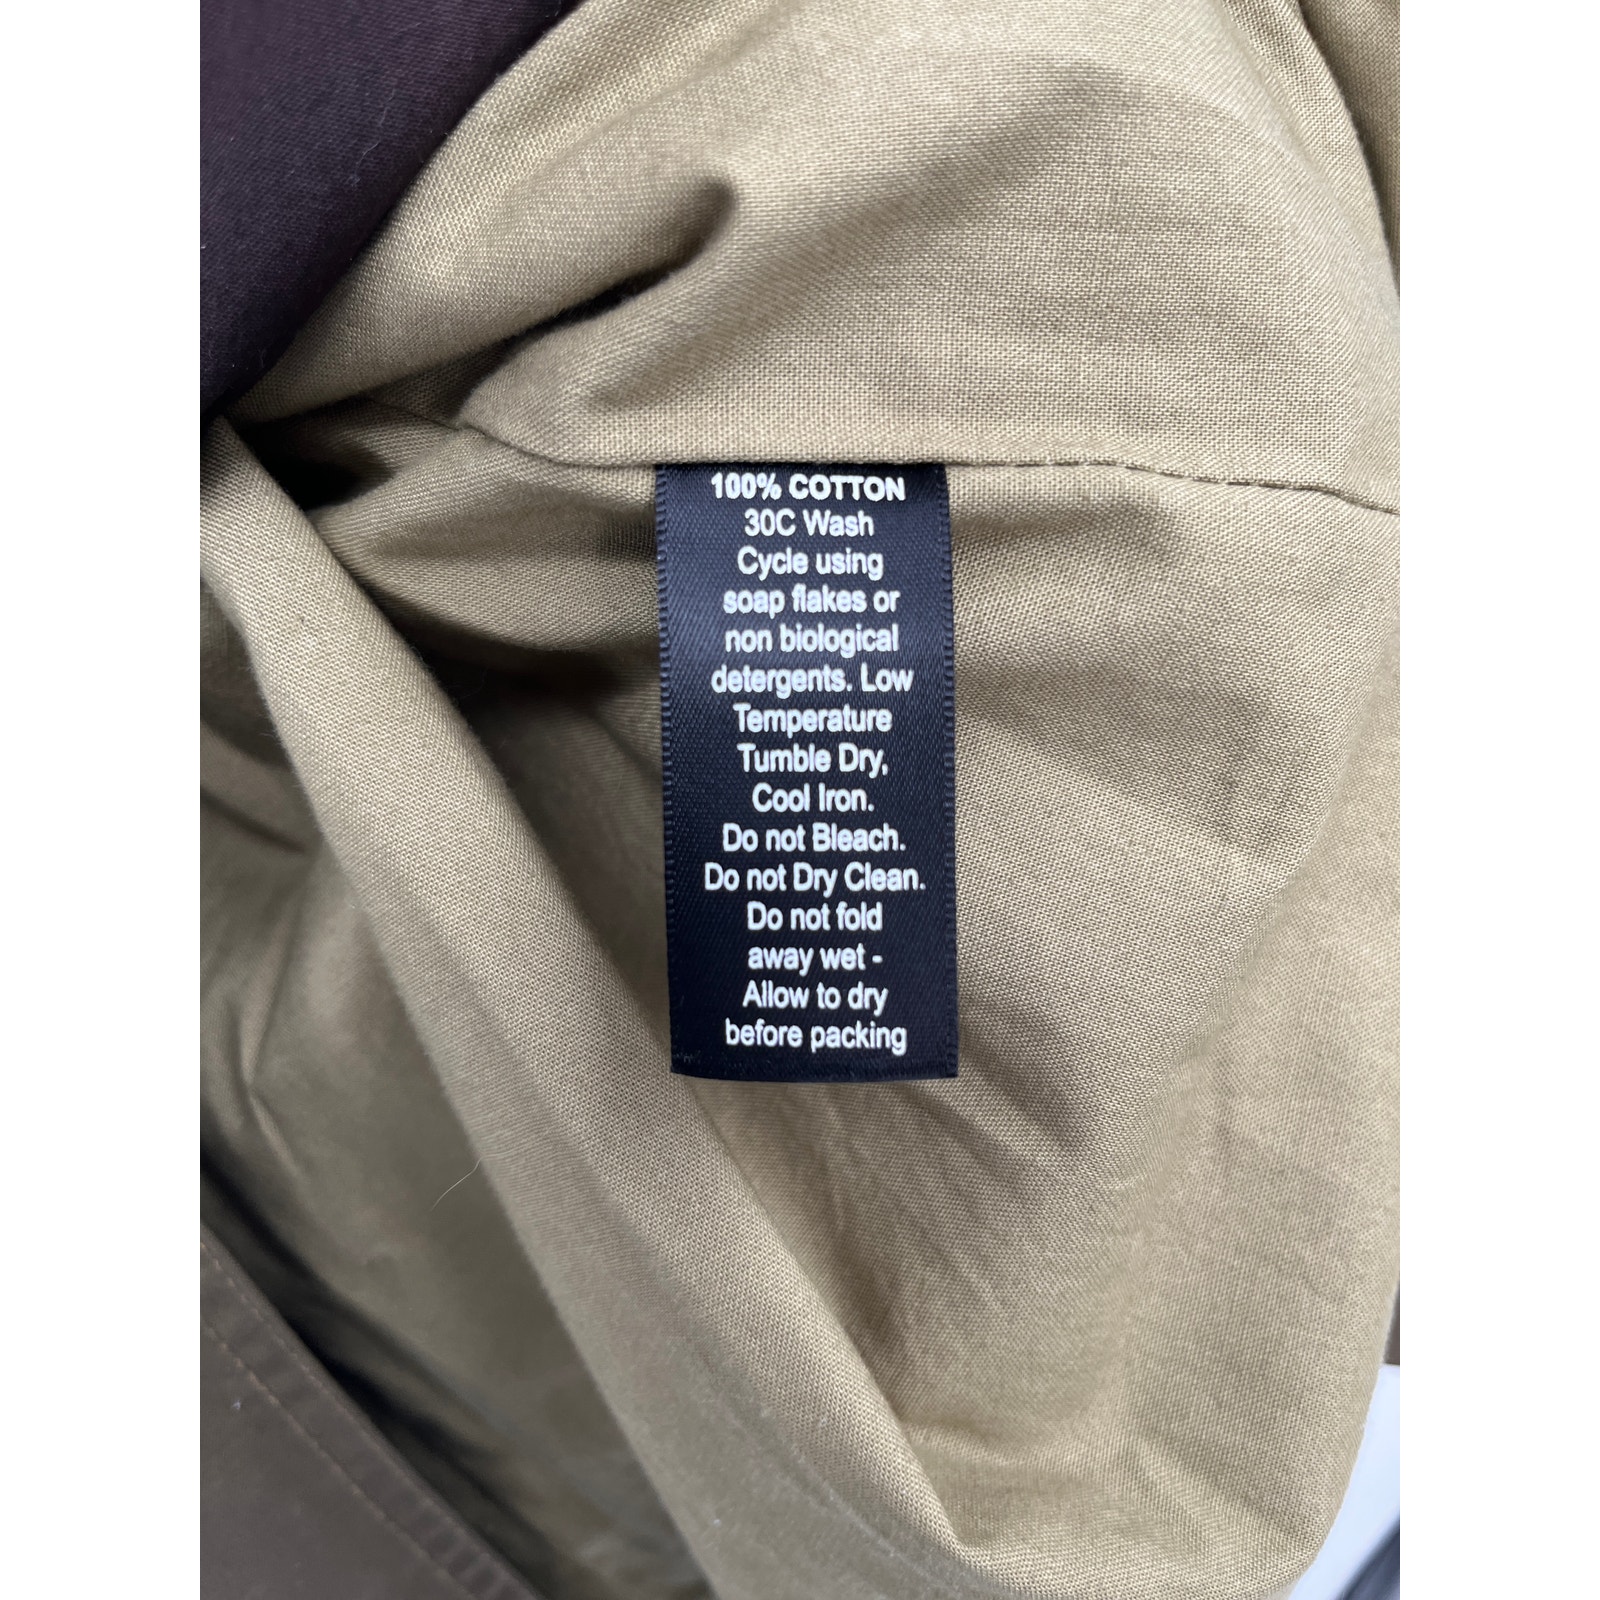 100% COTTON
30C Wash
Cycle using
soap flakes or
non biological
detergents. Low
Temperature
Tumble Dry,
Cool Iron.
Do not Bleach.
Do not Dry Clean.
Do not fold
away wet -
Allow to dry
before packing